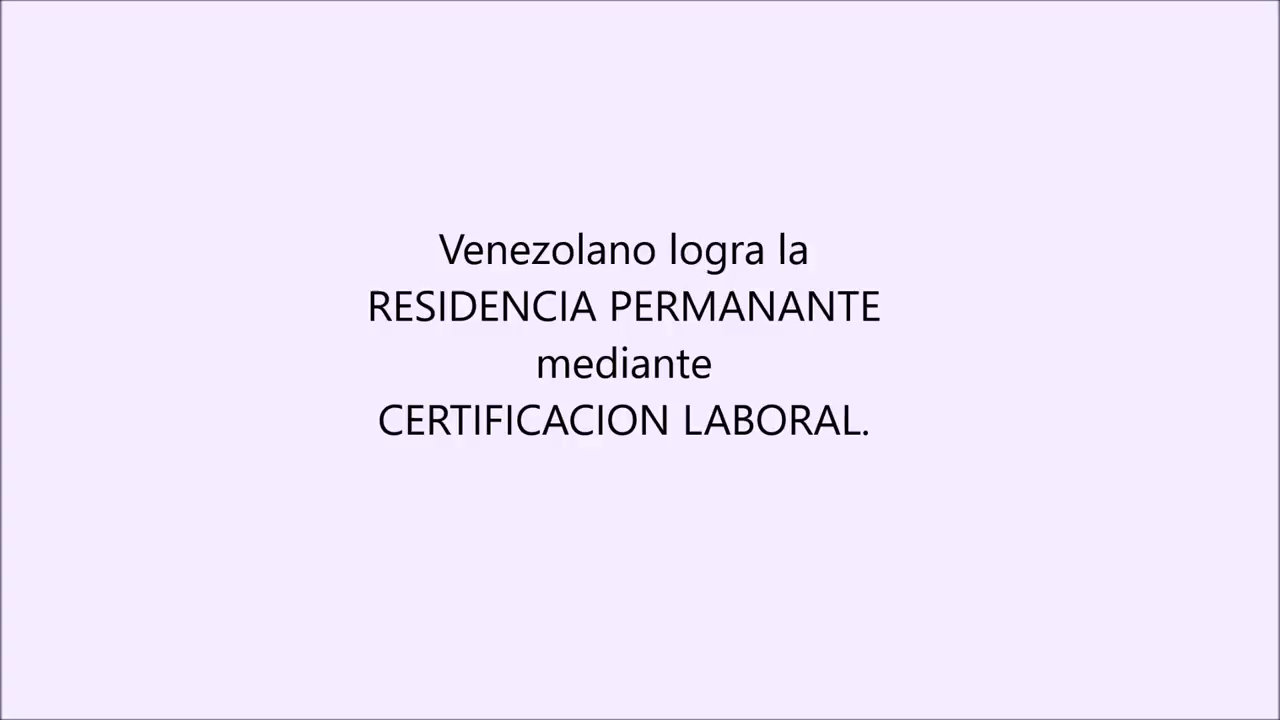 Venezolano logra la
RESIDENCIA PERMANANTE
mediante
CERTIFICACION LABORAL.